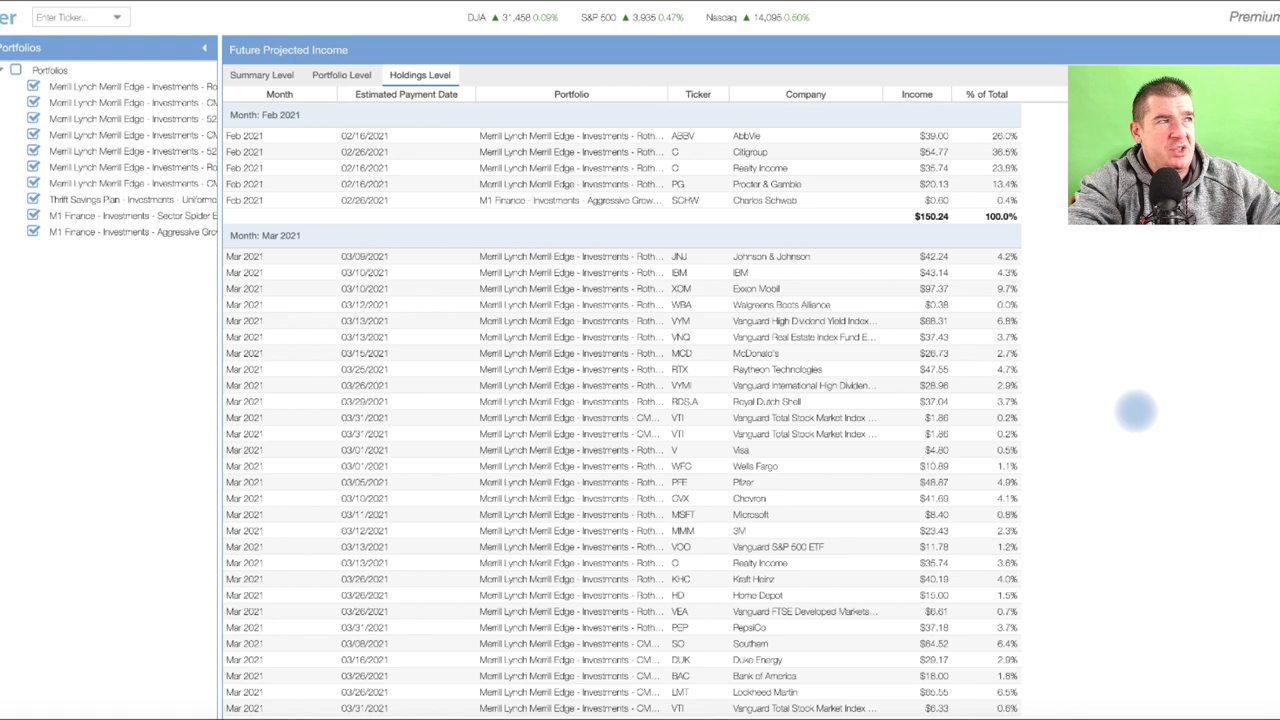 er Enter Ticker... DJA ▲ 31,458 0.09% S&P 500 ▲ 3,935 0.47% Nasdaq ▲ 14,095 0.50% Premium
Portfolios
Portfolios
Merrill Lynch Merrill Edge - Investments - Ro
Merrill Lynch Merrill Edge - Investments - CM
Merrill Lynch Merrill Edge - Investments - 52
Merrill Lynch Merrill Edge - Investments - CM
Merrill Lynch Merrill Edge - Investments - 52
Merrill Lynch Merrill Edge - Investments - Ro
Merrill Lynch Merrill Edge - Investments - CM
Thrift Savings Plan - Investments - Uniforme
M1 Finance - Investments - Sector Spider E
M1 Finance - Investments - Aggressive Gro
Future Projected Income
Summary Level Portfolio Level Holdings Level
Month Estimated Payment Date Portfolio Ticker Company Income % of Total
Month: Feb 2021
Feb 2021 02/16/2021 Merrill Lynch Merrill Edge - Investments - Roth... ABBV AbbVie $39.00 26.0%
Feb 2021 02/26/2021 Merrill Lynch Merrill Edge - Investments - Roth... C Citigroup $54.77 36.5%
Feb 2021 02/16/2021 Merrill Lynch Merrill Edge - Investments - Roth... O Realty Income $35.74 23.8%
Feb 2021 02/16/2021 Merrill Lynch Merrill Edge - Investments - Roth... PG Procter & Gamble $20.13 13.4%
Feb 2021 02/26/2021 M1 Finance - Investments - Aggressive Grow... SCHW Charles Schwab $0.60 0.4%
$150.24 100.0%
Month: Mar 2021
Mar 2021 03/09/2021 Merrill Lynch Merrill Edge - Investments - Roth... JNJ Johnson & Johnson $42.24 4.2%
Mar 2021 03/10/2021 Merrill Lynch Merrill Edge - Investments - Roth... IBM IBM $43.14 4.3%
Mar 2021 03/10/2021 Merrill Lynch Merrill Edge - Investments - Roth... XOM Exxon Mobil $97.37 9.7%
Mar 2021 03/12/2021 Merrill Lynch Merrill Edge - Investments - Roth... WBA Walgreens Boots Alliance $0.38 0.0%
Mar 2021 03/13/2021 Merrill Lynch Merrill Edge - Investments - Roth... VYM Vanguard High Dividend Yield Index... $68.31 6.8%
Mar 2021 03/13/2021 Merrill Lynch Merrill Edge - Investments - Roth... VNQ Vanguard Real Estate Index Fund E... $37.43 3.7%
Mar 2021 03/15/2021 Merrill Lynch Merrill Edge - Investments - Roth... MCD McDonald's $26.73 2.7%
Mar 2021 03/25/2021 Merrill Lynch Merrill Edge - Investments - Roth... RTX Raytheon Technologies $47.55 4.7%
Mar 2021 03/26/2021 Merrill Lynch Merrill Edge - Investments - Roth... VYMI Vanguard International High Dividen... $28.96 2.9%
Mar 2021 03/29/2021 Merrill Lynch Merrill Edge - Investments - Roth... RDS.A Royal Dutch Shell $37.04 3.7%
Mar 2021 03/31/2021 Merrill Lynch Merrill Edge - Investments - CM... VTI Vanguard Total Stock Market Index ... $1.86 0.2%
Mar 2021 03/31/2021 Merrill Lynch Merrill Edge - Investments - CM... VTI Vanguard Total Stock Market Index ... $1.86 0.2%
Mar 2021 03/01/2021 Merrill Lynch Merrill Edge - Investments - Roth... V Visa $4.80 0.5%
Mar 2021 03/01/2021 Merrill Lynch Merrill Edge - Investments - Roth... WFC Wells Fargo $10.89 1.1%
Mar 2021 03/05/2021 Merrill Lynch Merrill Edge - Investments - Roth... PFE Pfizer $48.87 4.9%
Mar 2021 03/10/2021 Merrill Lynch Merrill Edge - Investments - Roth... CVX Chevron $41.69 4.1%
Mar 2021 03/11/2021 Merrill Lynch Merrill Edge - Investments - Roth... MSFT Microsoft $8.40 0.8%
Mar 2021 03/12/2021 Merrill Lynch Merrill Edge - Investments - Roth... MMM 3M $23.43 2.3%
Mar 2021 03/13/2021 Merrill Lynch Merrill Edge - Investments - Roth... VOO Vanguard S&P 500 ETF $11.78 1.2%
Mar 2021 03/13/2021 Merrill Lynch Merrill Edge - Investments - Roth... O Realty Income $35.74 3.6%
Mar 2021 03/26/2021 Merrill Lynch Merrill Edge - Investments - Roth... KHC Kraft Heinz $40.19 4.0%
Mar 2021 03/26/2021 Merrill Lynch Merrill Edge - Investments - Roth... HD Home Depot $15.00 1.5%
Mar 2021 03/26/2021 Merrill Lynch Merrill Edge - Investments - Roth... VEA Vanguard FTSE Developed Markets... $6.61 0.7%
Mar 2021 03/31/2021 Merrill Lynch Merrill Edge - Investments - Roth... PEP PepsiCo $37.18 3.7%
Mar 2021 03/08/2021 Merrill Lynch Merrill Edge - Investments - CM... SO Southern $64.52 6.4%
Mar 2021 03/16/2021 Merrill Lynch Merrill Edge - Investments - CM... DUK Duke Energy $29.17 2.9%
Mar 2021 03/26/2021 Merrill Lynch Merrill Edge - Investments - CM... BAC Bank of America $18.00 1.8%
Mar 2021 03/26/2021 Merrill Lynch Merrill Edge - Investments - CM... LMT Lockheed Martin $65.55 6.5%
Mar 2021 03/31/2021 Merrill Lynch Merrill Edge - Investments - CM... VTI Vanguard Total Stock Market Index ... $6.33 0.6%